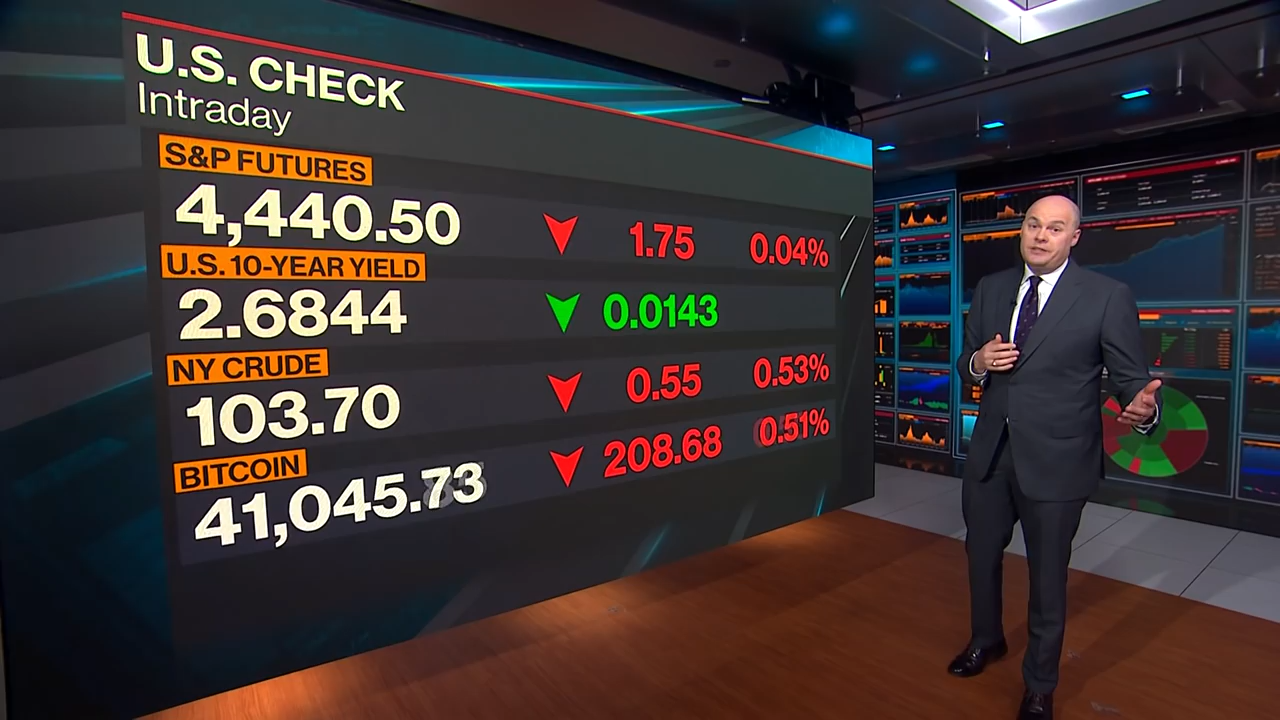 U.S. CHECK
Intraday
S&P FUTURES
4,440.50 1.75 0.04%
U.S. 10-YEAR YIELD
2.6844 0.0143
NY CRUDE
103.70 0.55 0.53%
BITCOIN
41,045.73 208.68 0.51%